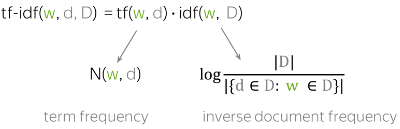 tf-idf(w, d, D) = tf(w, d) · idf(w, D)
N(w, d)
log |D| / |{d ∈ D: w ∈ D}|
term frequency
inverse document frequency